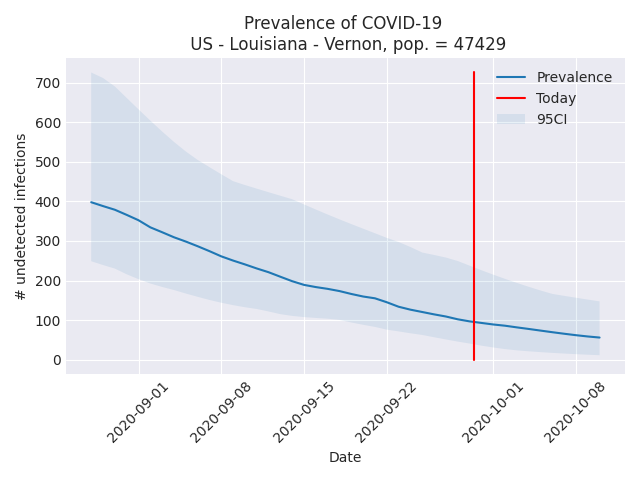 Prevalence of COVID-19
US - Louisiana - Vernon, pop. = 47429
700
600
500
400
300
200
100
0
# undetected infections
Prevalence
Today
95CI
2020-09-01
2020-09-08
2020-09-15
2020-09-22
2020-10-01
2020-10-08
Date